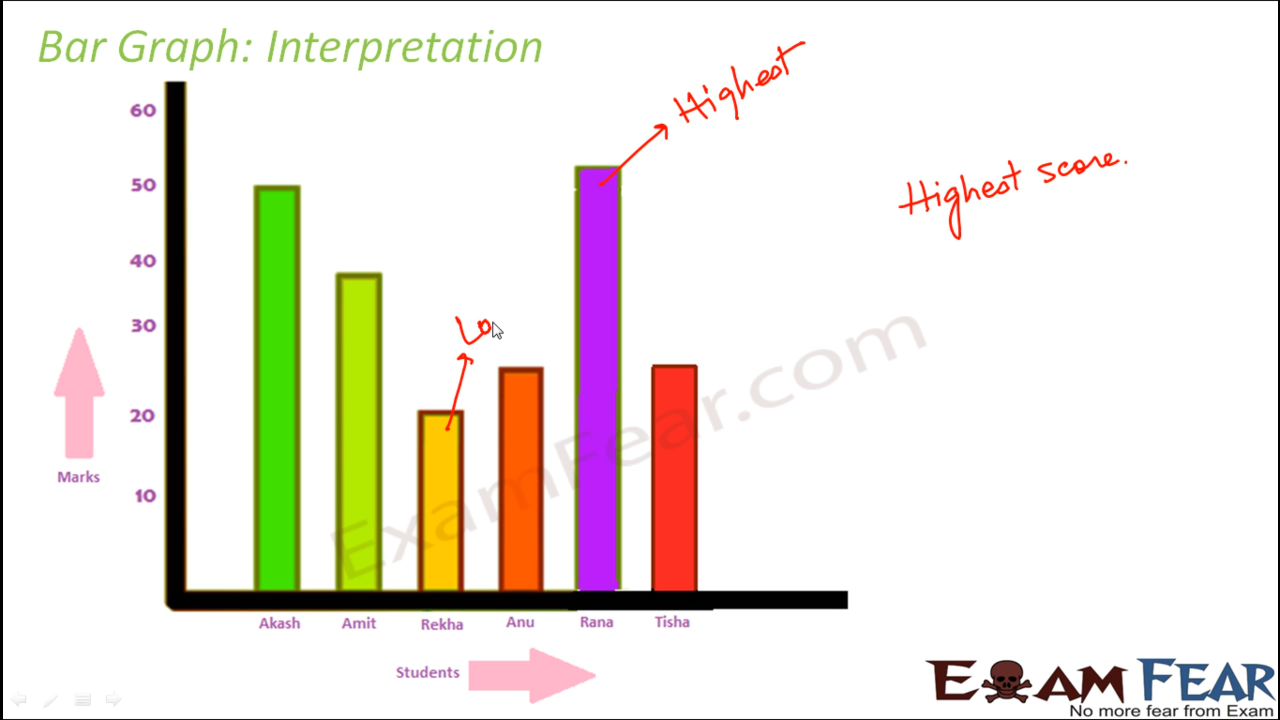 Bar Graph: Interpretation
Highest
Highest score.
60
50
40
30
20
10
Lo
Marks
ExamFear.com
Akash Amit Rekha Anu Rana Tisha
Students
EXAM FEAR
No more fear from Exam